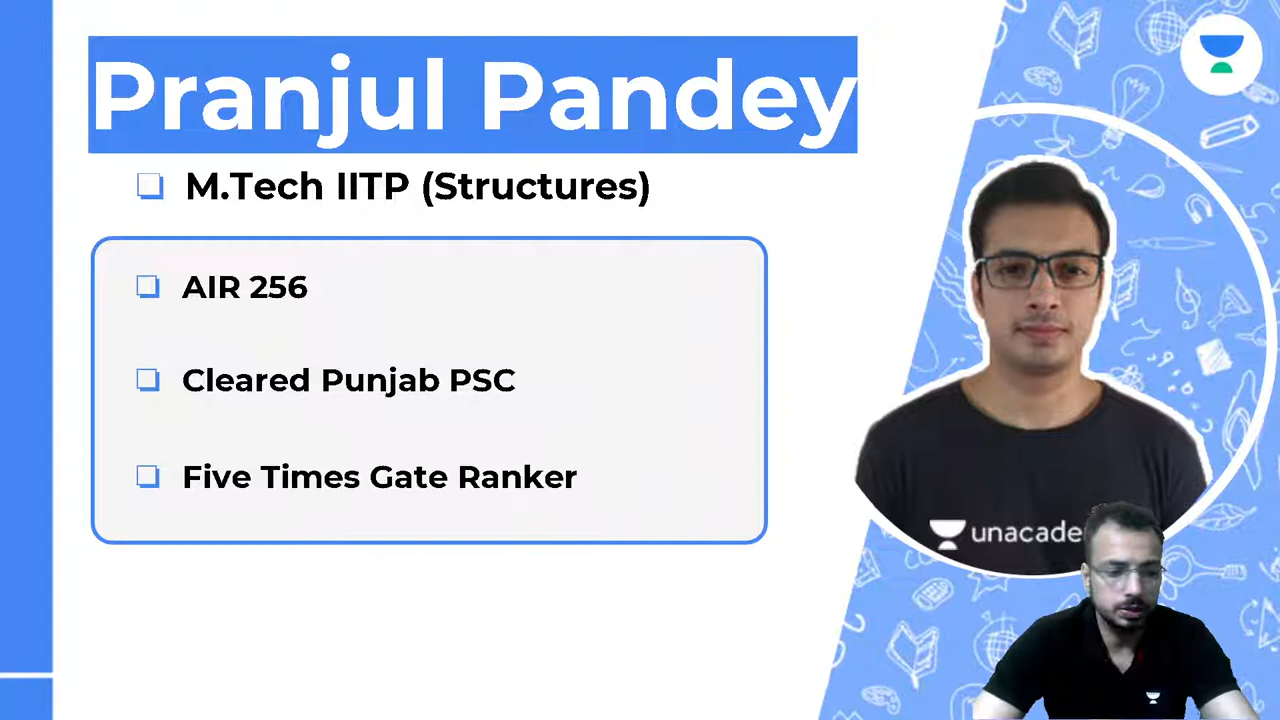 Pranjul Pandey
M.Tech IITP (Structures)
AIR 256
Cleared Punjab PSC
Five Times Gate Ranker